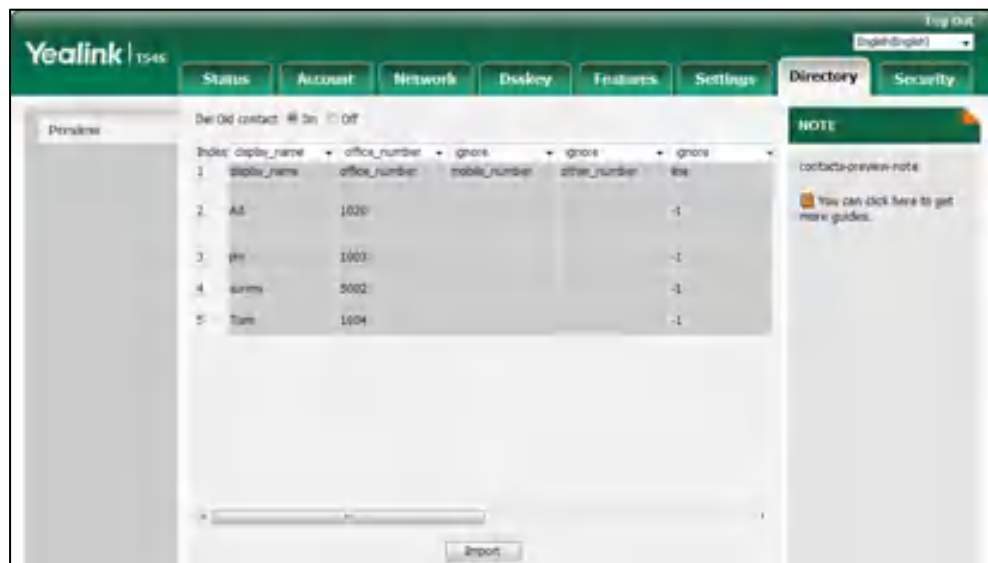 Log Out
English(English)
Yealink T54S
Status Account Network Dsskey Features Settings Directory Security
Preview
Del Old contact On Off
Index display_name office_number ignore ignore ignore
1 display_name office_number mobile_number other_number line
2 1020 -1
3 1003 -1
4 5002 -1
5 Tom 1004 -1
NOTE
contacts-preview-note
You can click here to get
more guides.
Import